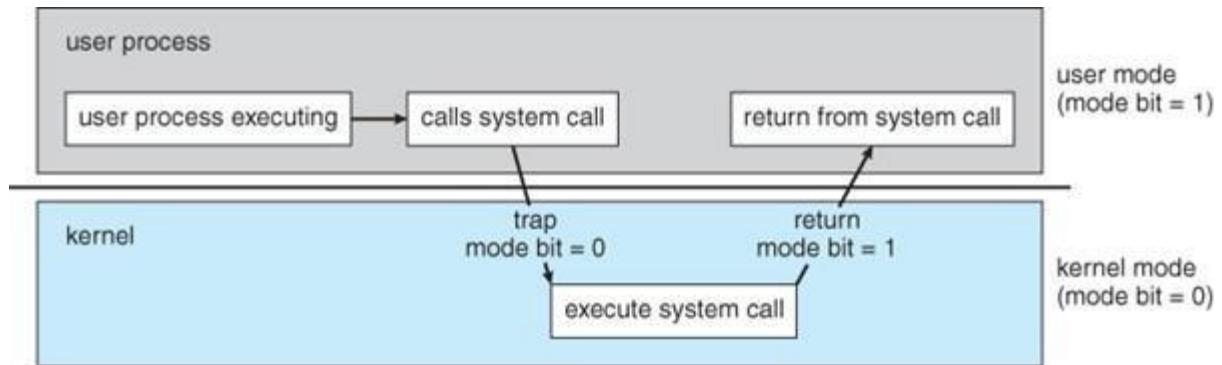 user process
user process executing
calls system call
return from system call
user mode
(mode bit = 1)
kernel
trap
mode bit = 0
return
mode bit = 1
execute system call
kernel mode
(mode bit = 0)